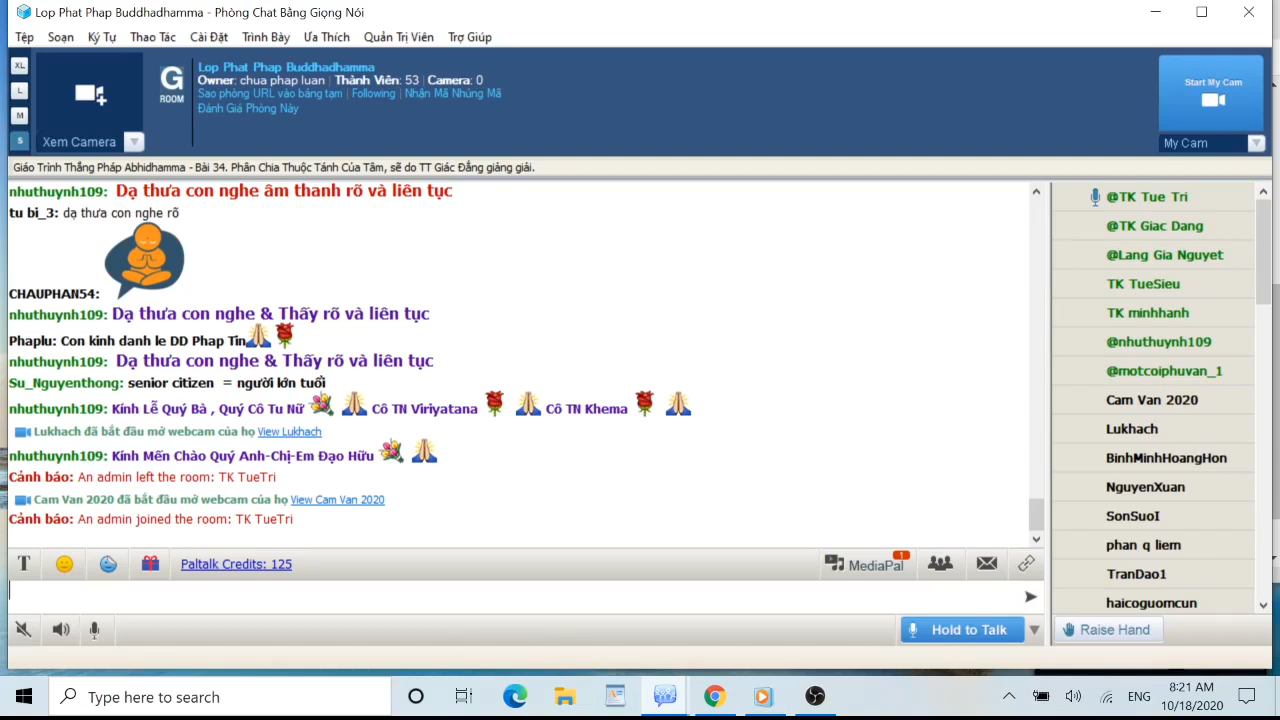 Lop Phat Phap Buddhadhamma - Phòng Chat Bằng Giọng Nói
Tệp Soạn Ký Tự Thao Tác Cài Đặt Trình Bày Ưa Thích Quản Trị Viên Trợ Giúp
XL
L
M
S
Xem Camera
G
ROOM
Lop Phat Phap Buddhadhamma
Owner: chua phap luan | Thành Viên: 53 | Camera: 0
Sao phòng URL vào bảng tạm | Following | Nhận Mã Nhúng Mã
Đánh Giá Phòng Này
Start My Cam
My Cam
Giáo Trình Thắng Pháp Abhidhamma - Bài 34. Phân Chia Thuộc Tánh Của Tâm, sẽ do TT Giác Đẳng giảng giải.
nhuthuynh109: Dạ thưa con nghe âm thanh rõ và liên tục
tu bi_3: dạ thưa con nghe rõ
CHAUPHAN54:
nhuthuynh109: Dạ thưa con nghe & Thấy rõ và liên tục
Phaplu: Con kinh danh le DD Phap Tin
nhuthuynh109: Dạ thưa con nghe & Thấy rõ và liên tục
Su_Nguyenthong: senior citizen = người lớn tuổi
nhuthuynh109: Kính Lễ Quý Bà , Quý Cô Tu Nữ Cô TN Viriyatana Cô TN Khema
Lukhach đã bắt đầu mở webcam của họ View Lukhach
nhuthuynh109: Kính Mến Chào Quý Anh-Chị-Em Đạo Hữu
Cảnh báo: An admin left the room: TK TueTri
Cam Van 2020 đã bắt đầu mở webcam của họ View Cam Van 2020
Cảnh báo: An admin joined the room: TK TueTri
@TK Tue Tri
@TK Giac Dang
@Lang Gia Nguyet
TK TueSieu
TK minhhanh
@nhuthuynh109
@motcoiphuvan_1
Cam Van 2020
Lukhach
BinhMinhHoangHon
NguyenXuan
SonSuoI
phan q liem
TranDao1
haicoguomcun
T Paltalk Credits: 125 MediaPal 1
Hold to Talk Raise Hand
Type here to search
ENG
8:21 AM
10/18/2020